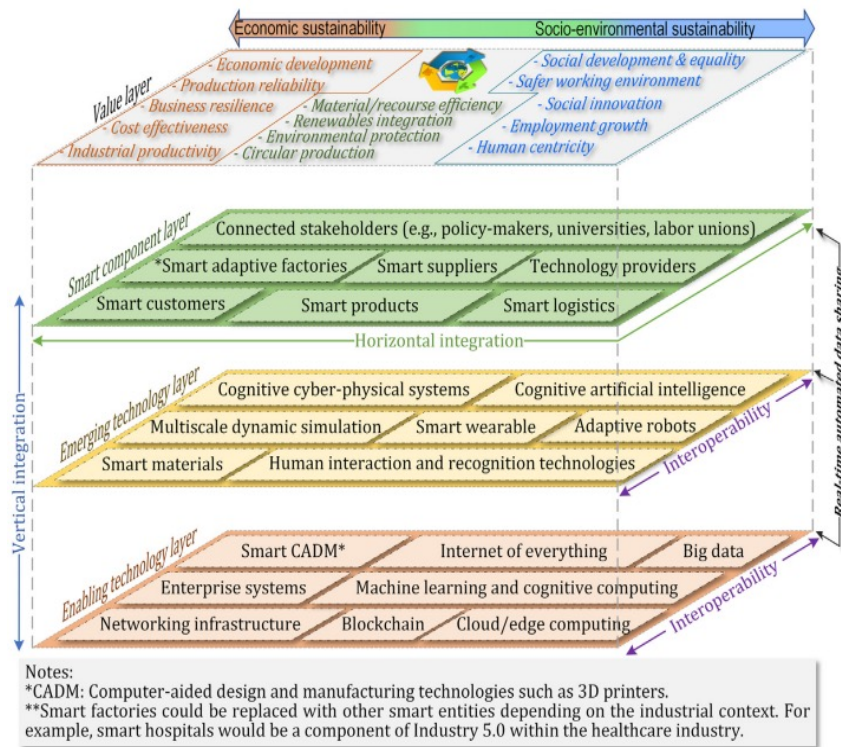 Economic sustainability
Socio-environmental sustainability
Value layer
- Economic development
- Production reliability
- Business resilience
- Cost effectiveness
- Industrial productivity
- Material/recourse efficiency
- Renewables integration
- Environmental protection
- Circular production
- Social development & equality
- Safer working environment
- Social innovation
- Employment growth
- Human centricity
Smart component layer
Connected stakeholders (e.g., policy-makers, universities, labor unions)
*Smart adaptive factories
Smart suppliers
Technology providers
Smart customers
Smart products
Smart logistics
Horizontal integration
Vertical integration
Real-time automated data sharing
Emerging technology layer
Cognitive cyber-physical systems
Cognitive artificial intelligence
Multiscale dynamic simulation
Smart wearable
Adaptive robots
Smart materials
Human interaction and recognition technologies
Interoperability
Enabling technology layer
Smart CADM*
Internet of everything
Big data
Enterprise systems
Machine learning and cognitive computing
Networking infrastructure
Blockchain
Cloud/edge computing
Interoperability
Notes:
*CADM: Computer-aided design and manufacturing technologies such as 3D printers.
**Smart factories could be replaced with other smart entities depending on the industrial context. For
example, smart hospitals would be a component of Industry 5.0 within the healthcare industry.